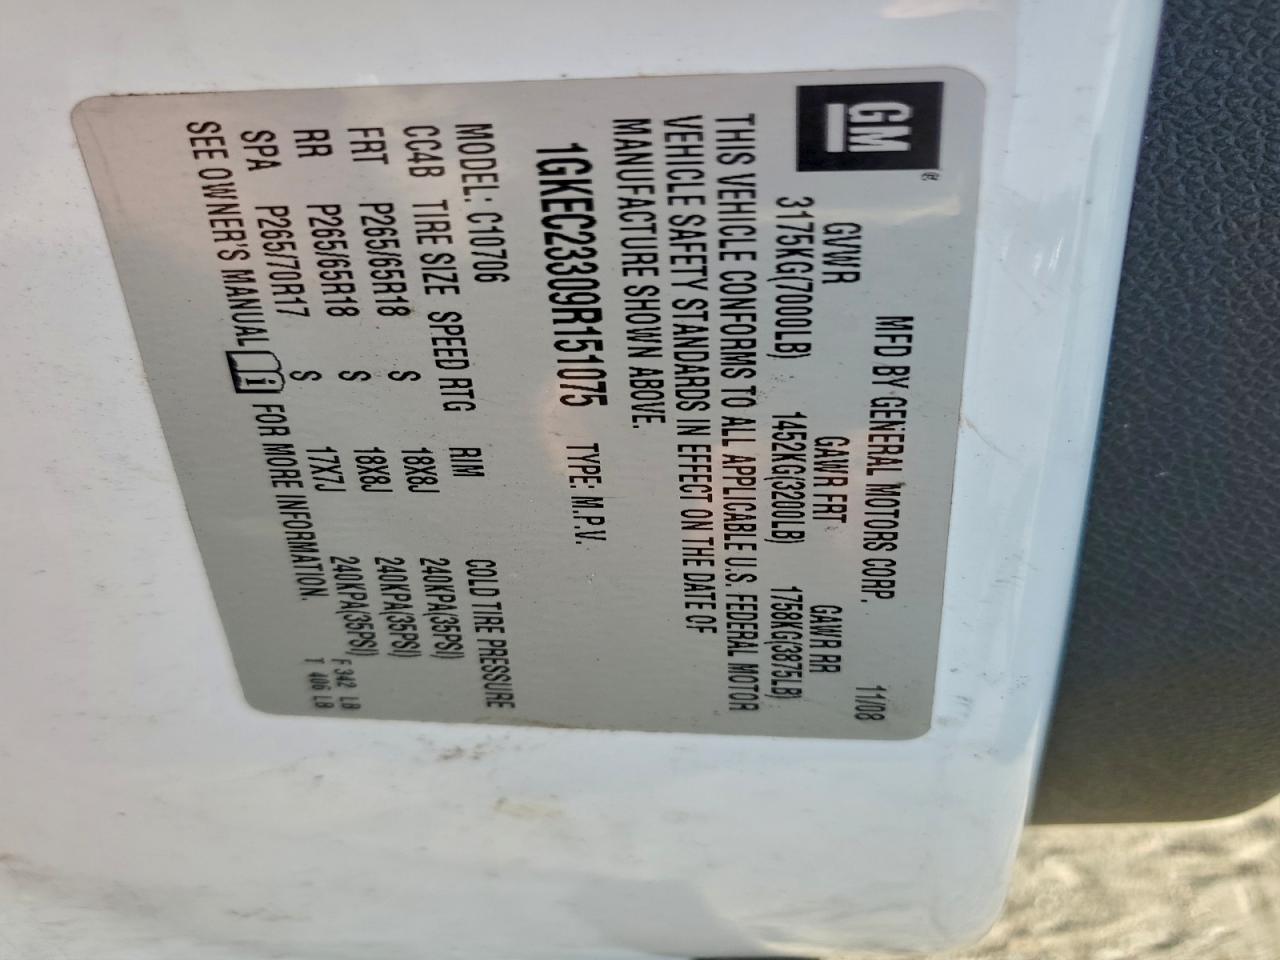 GM®
MFD BY GENERAL MOTORS CORP. 11/08
GVWR GAWR FRT GAWR RR
3175KG(7000LB) 1452KG(3200LB) 1758KG(3875LB)
THIS VEHICLE CONFORMS TO ALL APPLICABLE U.S. FEDERAL MOTOR
VEHICLE SAFETY STANDARDS IN EFFECT ON THE DATE OF
MANUFACTURE SHOWN ABOVE.
1GKEC23309R151075 TYPE: M.P.V.
MODEL: C10706
CC4B TIRE SIZE SPEED RTG RIM COLD TIRE PRESSURE
FRT P265/65R18 S 18X8J 240KPA(35PSI)
RR P265/65R18 S 18X8J 240KPA(35PSI)
SPA P265/70R17 S 17X7J 240KPA(35PSI)
SEE OWNER'S MANUAL i FOR MORE INFORMATION.
F 342 LB
T 406 LB